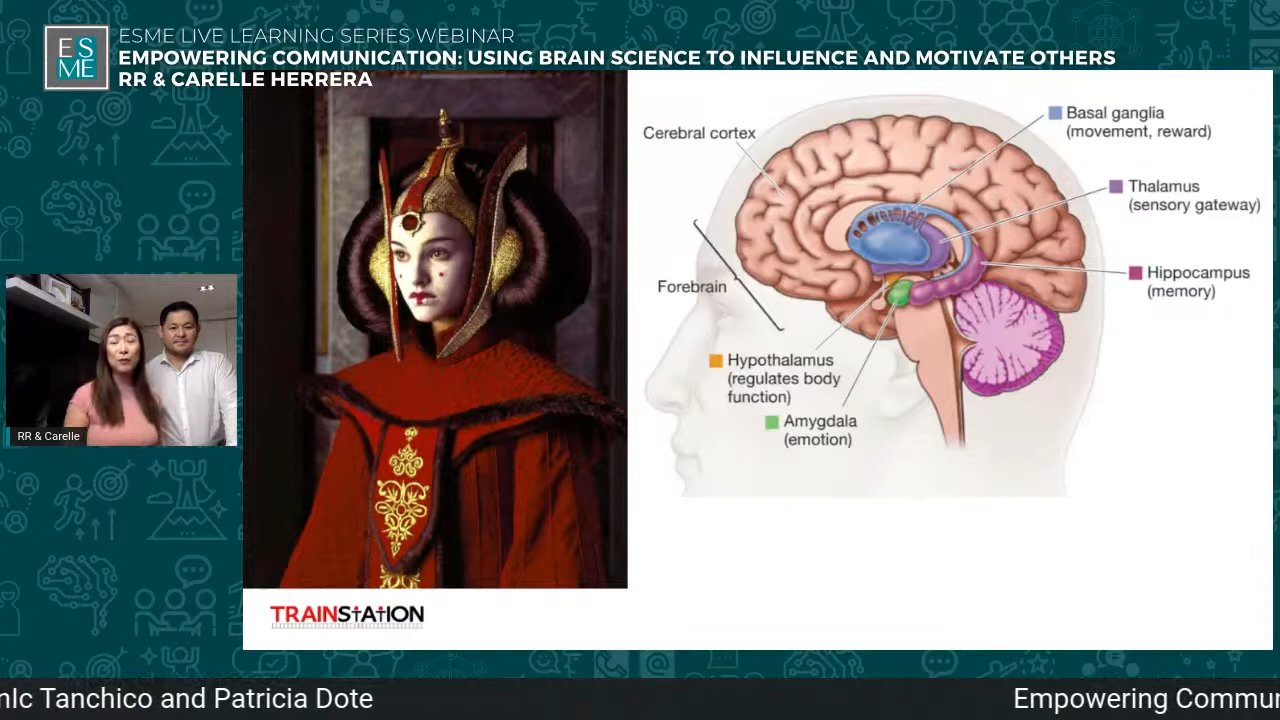 ES
ME
ESME LIVE LEARNING SERIES WEBINAR
EMPOWERING COMMUNICATION: USING BRAIN SCIENCE TO INFLUENCE AND MOTIVATE OTHERS
RR & CARELLE HERRERA
RR & Carelle
Cerebral cortex
Forebrain
Basal ganglia
(movement, reward)
Thalamus
(sensory gateway)
Hippocampus
(memory)
Hypothalamus
(regulates body
function)
Amygdala
(emotion)
TRAINSTATION
Tanchico and Patricia Dote
Empowering